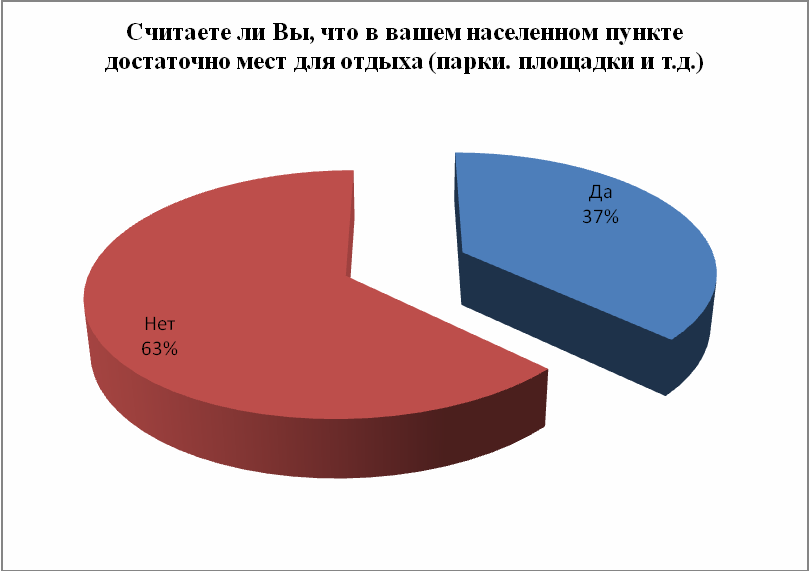 Считаете ли Вы, что в вашем населенном пункте
достаточно мест для отдыха (парки. площадки и т.д.)
Да
37%
Нет
63%